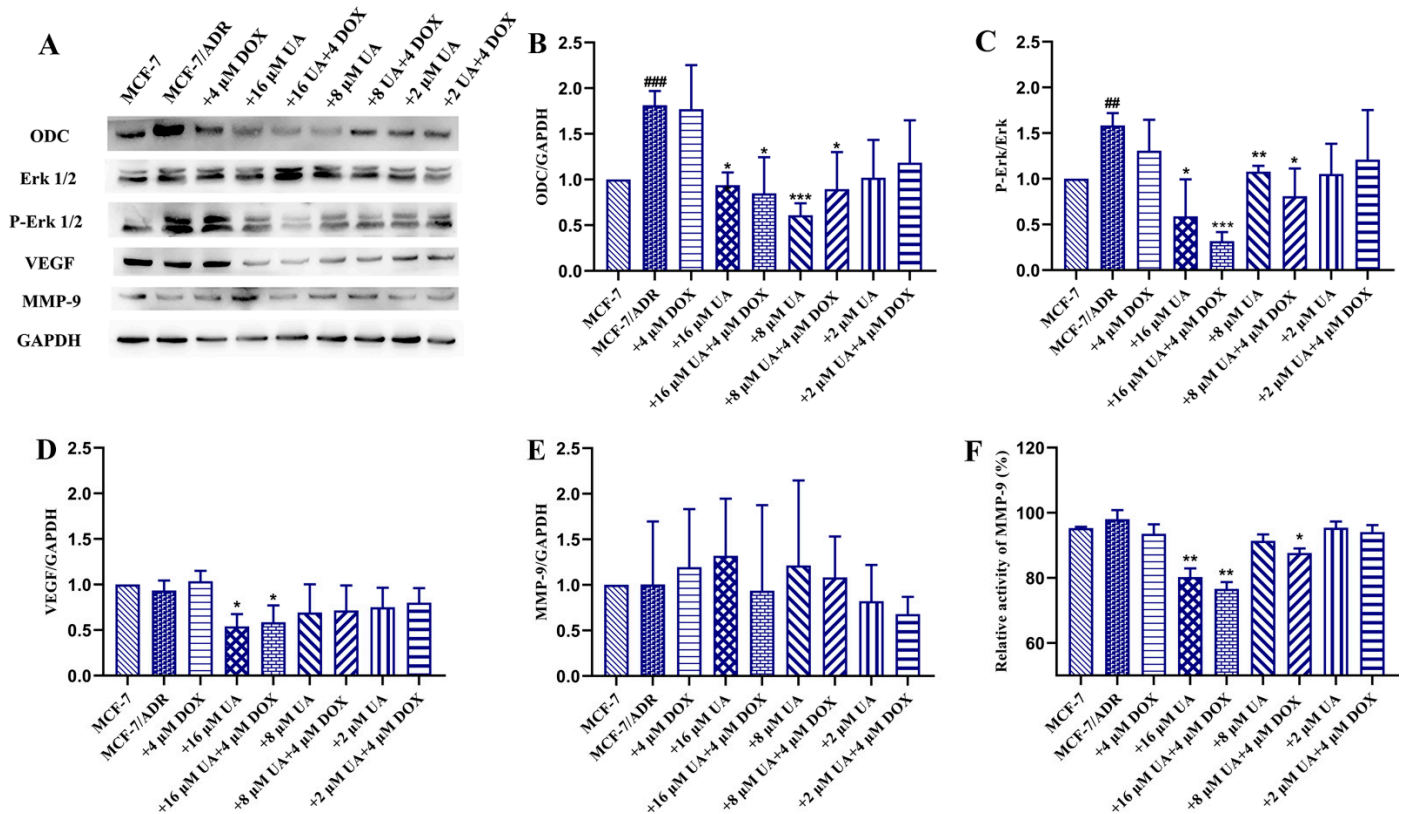 A
MCF-7
MCF-7/ADR
+4 μM DOX
+16 μM UA
+16 UA+4 DOX
+8 μM UA
+8 UA+4 DOX
+2 μM UA
+2 UA+4 DOX
ODC
Erk 1/2
P-Erk 1/2
VEGF
MMP-9
GAPDH
B
ODC/GAPDH
2.5
2.0
1.5
1.0
0.5
0.0
###
*
*
***
*
MCF-7
MCF-7/ADR
+4 μM DOX
+16 μM UA
+16 μM UA+4 μM DOX
+8 μM UA
+8 μM UA+4 μM DOX
+2 μM UA
+2 μM UA+4 μM DOX
C
P-Erk/Erk
2.5
2.0
1.5
1.0
0.5
0.0
##
*
***
**
*
MCF-7
MCF-7/ADR
+4 μM DOX
+16 μM UA
+16 μM UA+4 μM DOX
+8 μM UA
+8 μM UA+4 μM DOX
+2 μM UA
+2 μM UA+4 μM DOX
D
VEGF/GAPDH
2.5
2.0
1.5
1.0
0.5
0.0
*
*
MCF-7
MCF-7/ADR
+4 μM DOX
+16 μM UA
+16 μM UA+4 μM DOX
+8 μM UA
+8 μM UA+4 μM DOX
+2 μM UA
+2 μM UA+4 μM DOX
E
MMP-9/GAPDH
2.5
2.0
1.5
1.0
0.5
0.0
MCF-7
MCF-7/ADR
+4 μM DOX
+16 μM UA
+16 μM UA+4 μM DOX
+8 μM UA
+8 μM UA+4 μM DOX
+2 μM UA
+2 μM UA+4 μM DOX
F
Relative activity of MMP-9 (%)
120
100
80
60
**
**
*
MCF-7
MCF-7/ADR
+4 μM DOX
+16 μM UA
+16 μM UA+4 μM DOX
+8 μM UA
+8 μM UA+4 μM DOX
+2 μM UA
+2 μM UA+4 μM DOX